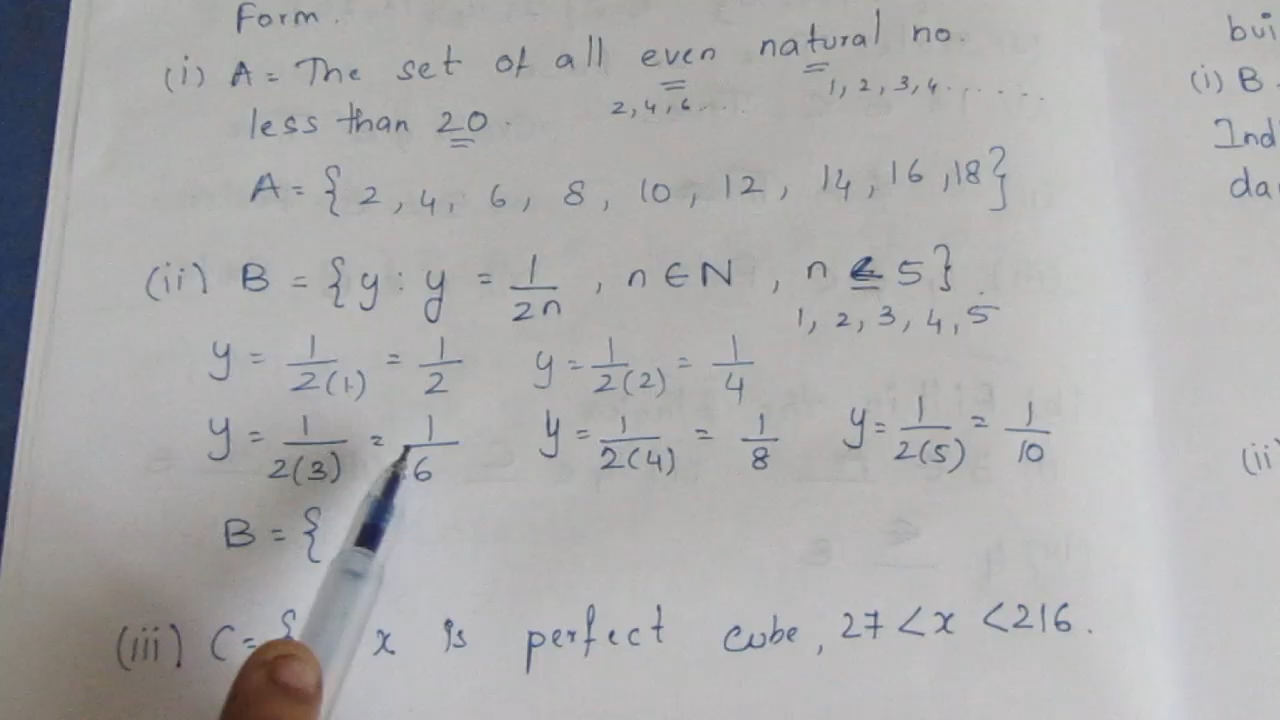 Form.
(i) A = The set of all even natural no.
1, 2, 3, 4 . . . . . .
2, 4, 6 . . . .
less than 20.
A = { 2 , 4 , 6 , 8 , 10 , 12 , 14 , 16 , 18 }
(ii) B = { y : y = 1/2n , n ∈ N , n ≤ 5 } .
1, 2, 3, 4, 5
y = 1/2(1) = 1/2 y = 1/2(2) = 1/4
y = 1/2(3) = 1/6 y = 1/2(4) = 1/8 y = 1/2(5) = 1/10
B = {
(iii) C = { x is perfect cube, 27 < x < 216.
bui
(i) B
Ind
da
(ii)